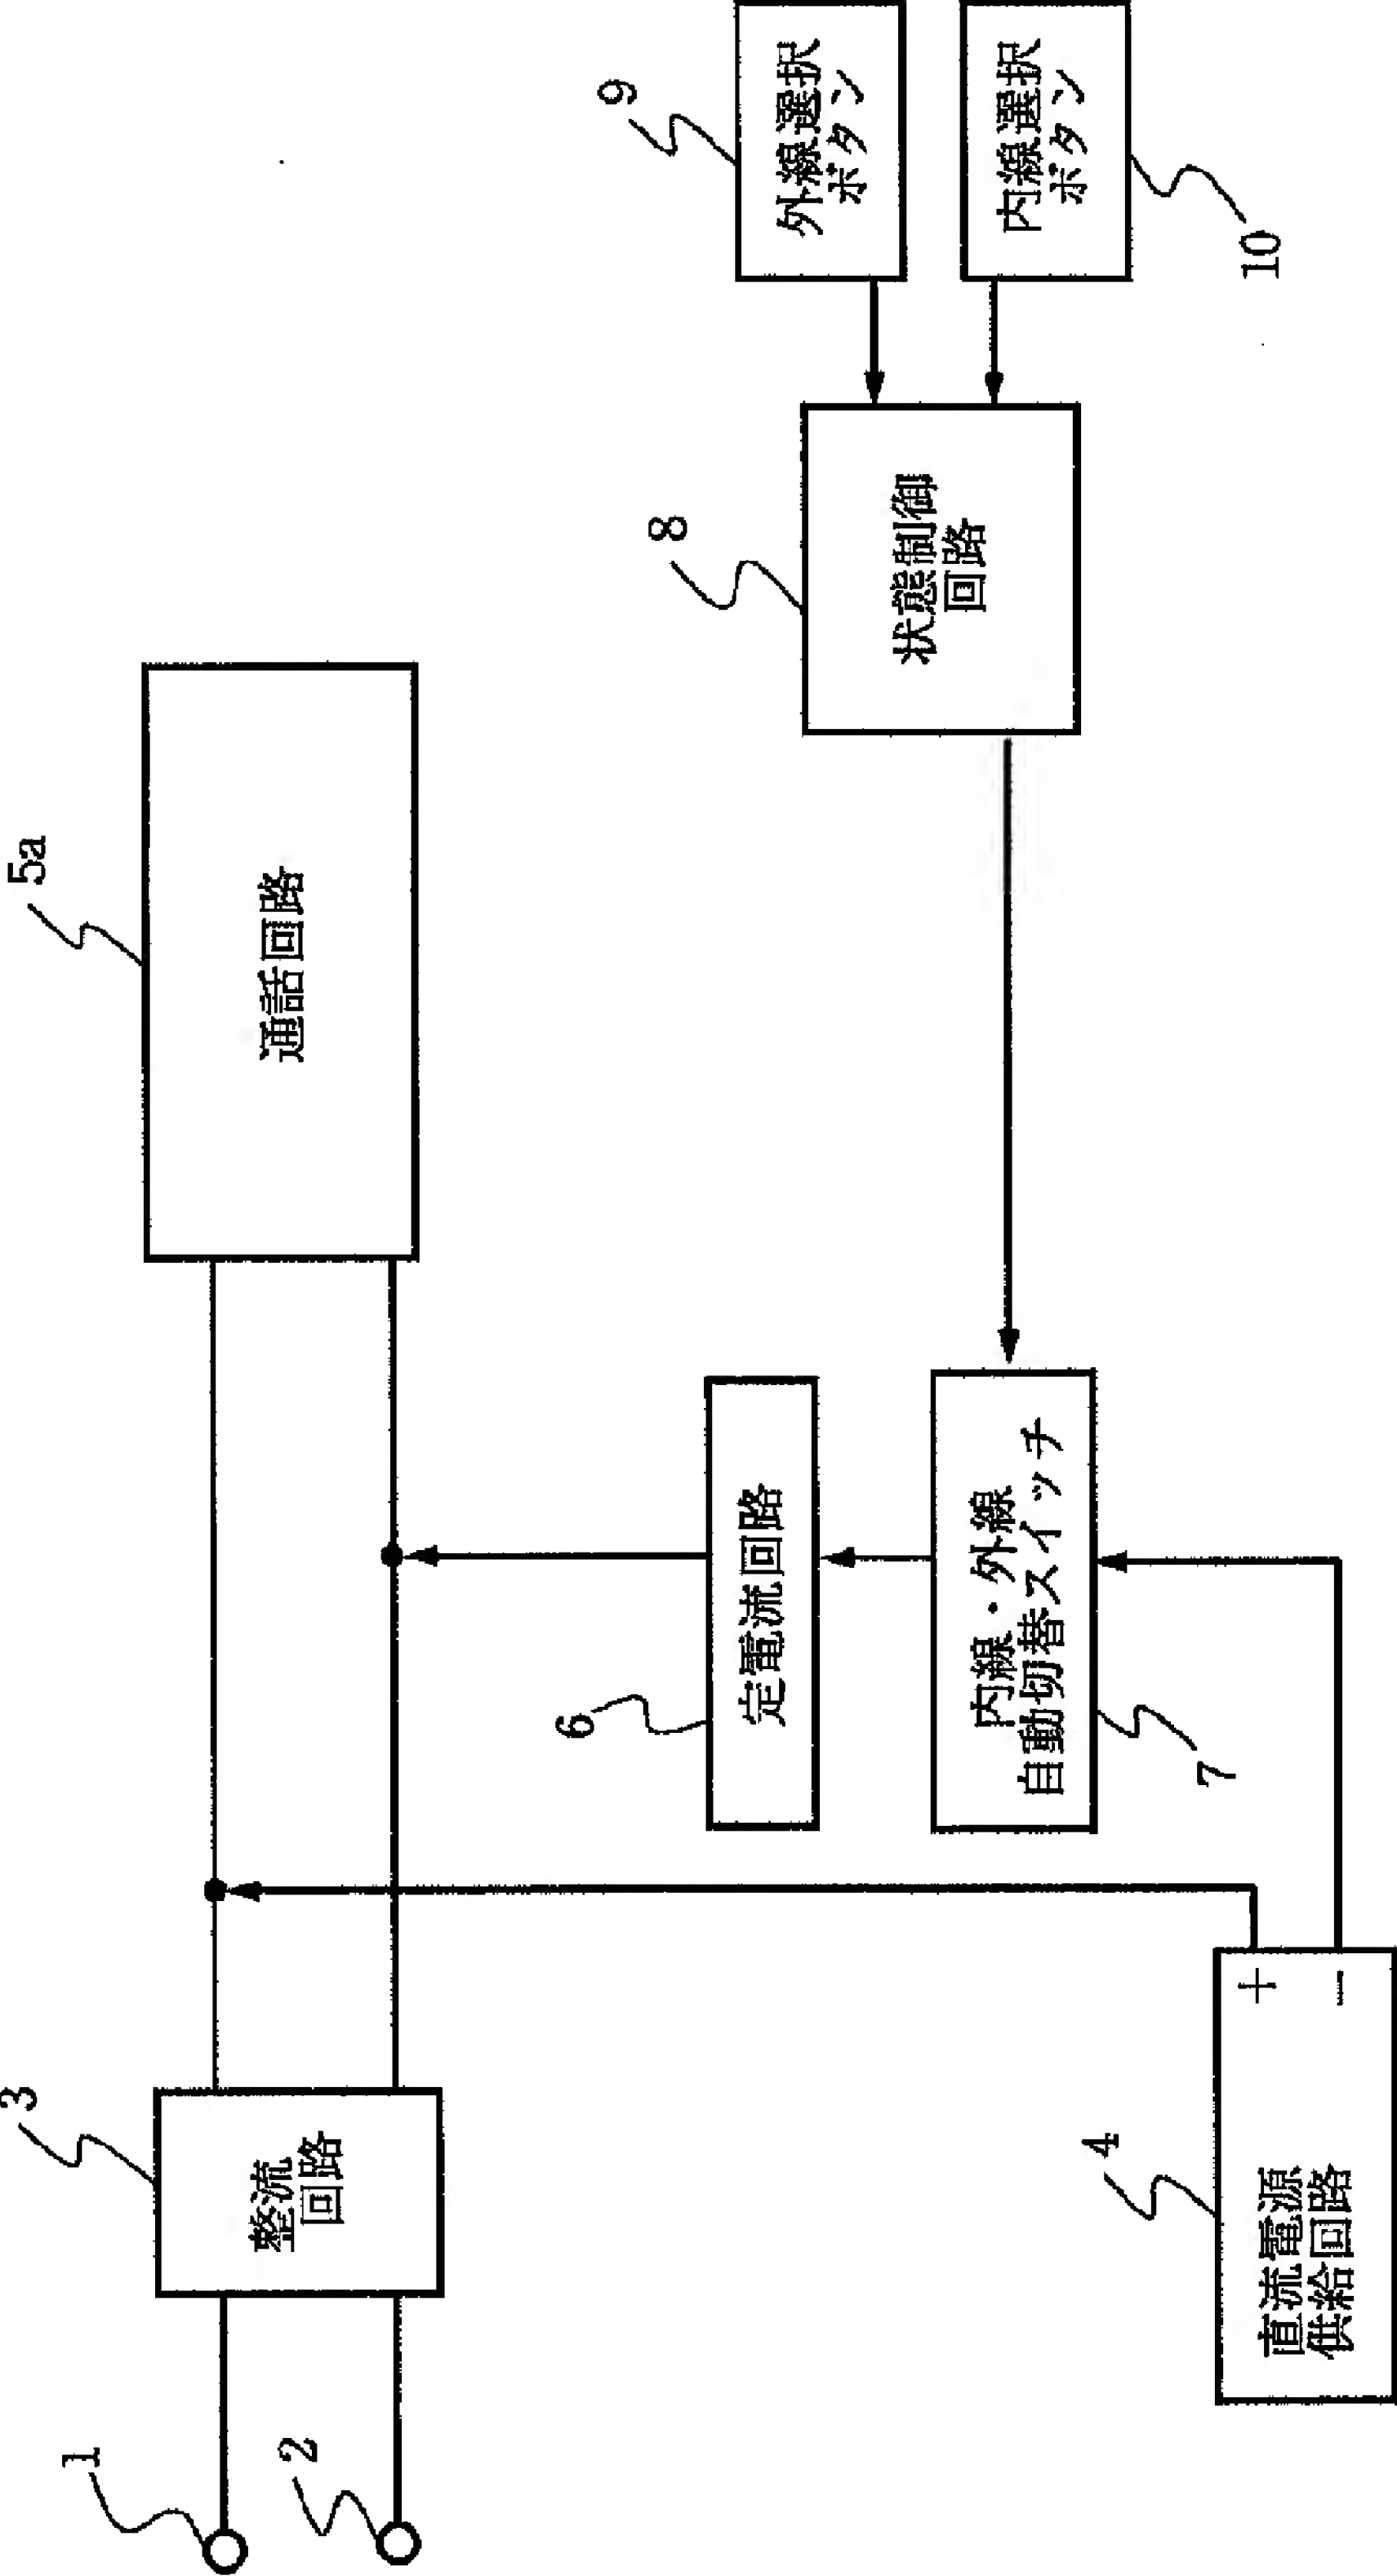 1
2
3
整流
回路
5a
通話回路
6
定電流回路
内線・外線
自動切替スイッチ
7
4
直流電源
供給回路
＋
－
8
状態制御
回路
9
外線選択
ボタン
内線選択
ボタン
10